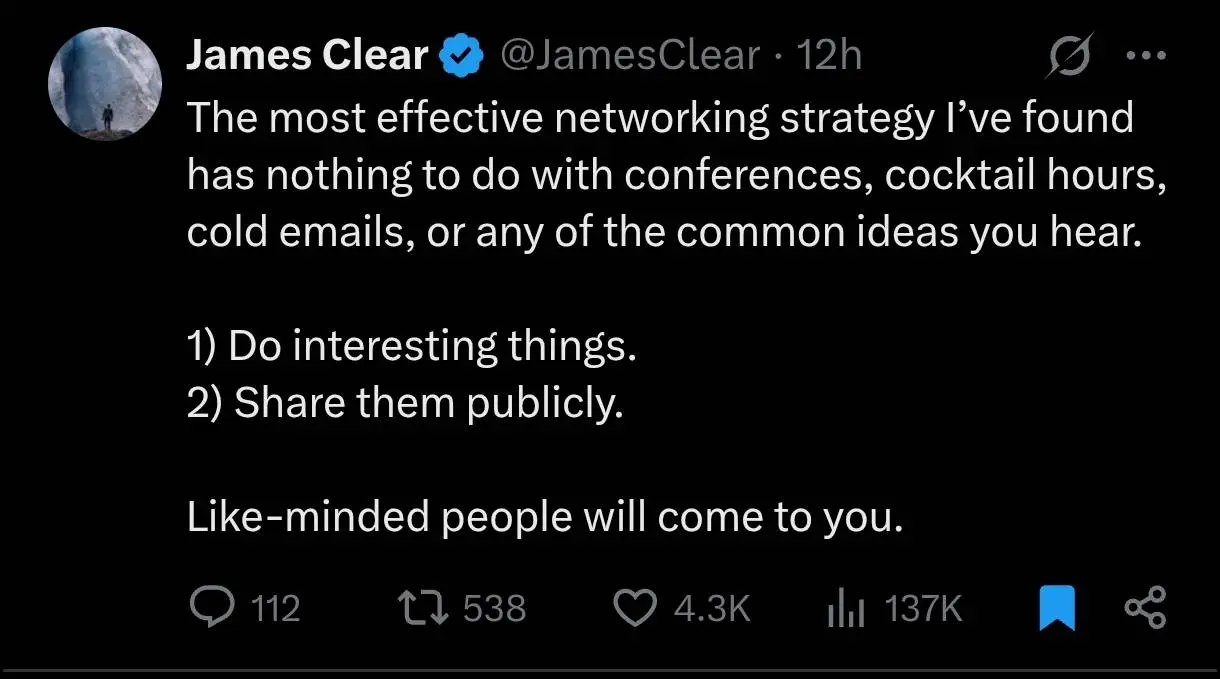 James Clear @JamesClear · 12h
The most effective networking strategy I’ve found
has nothing to do with conferences, cocktail hours,
cold emails, or any of the common ideas you hear.
1) Do interesting things.
2) Share them publicly.
Like-minded people will come to you.
112 538 4.3K 137K